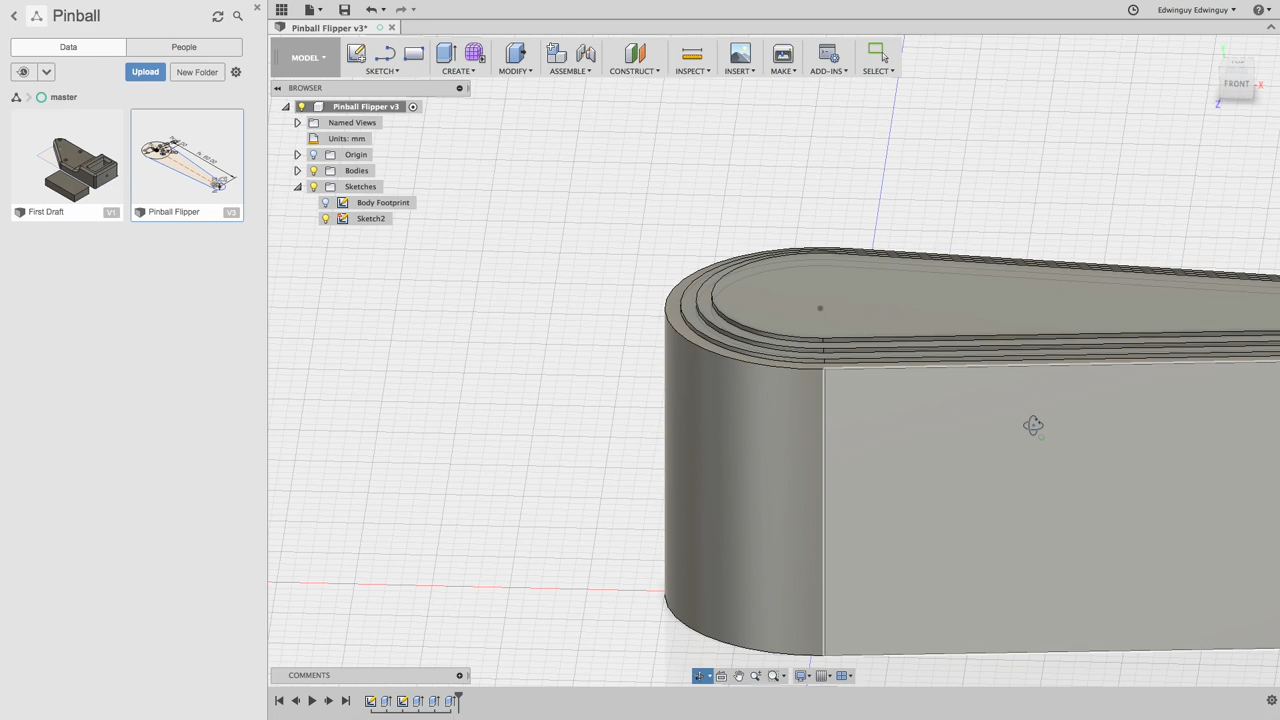 Pinball
Data People
Upload New Folder
master
First Draft V1
Pinball Flipper V3
Edwinguy Edwinguy
Pinball Flipper v3*
MODEL SKETCH CREATE MODIFY ASSEMBLE CONSTRUCT INSPECT INSERT MAKE ADD-INS SELECT
BROWSER
Pinball Flipper v3
Named Views
Units: mm
Origin
Bodies
Sketches
Body Footprint
Sketch2
FRONT
X
Z
COMMENTS